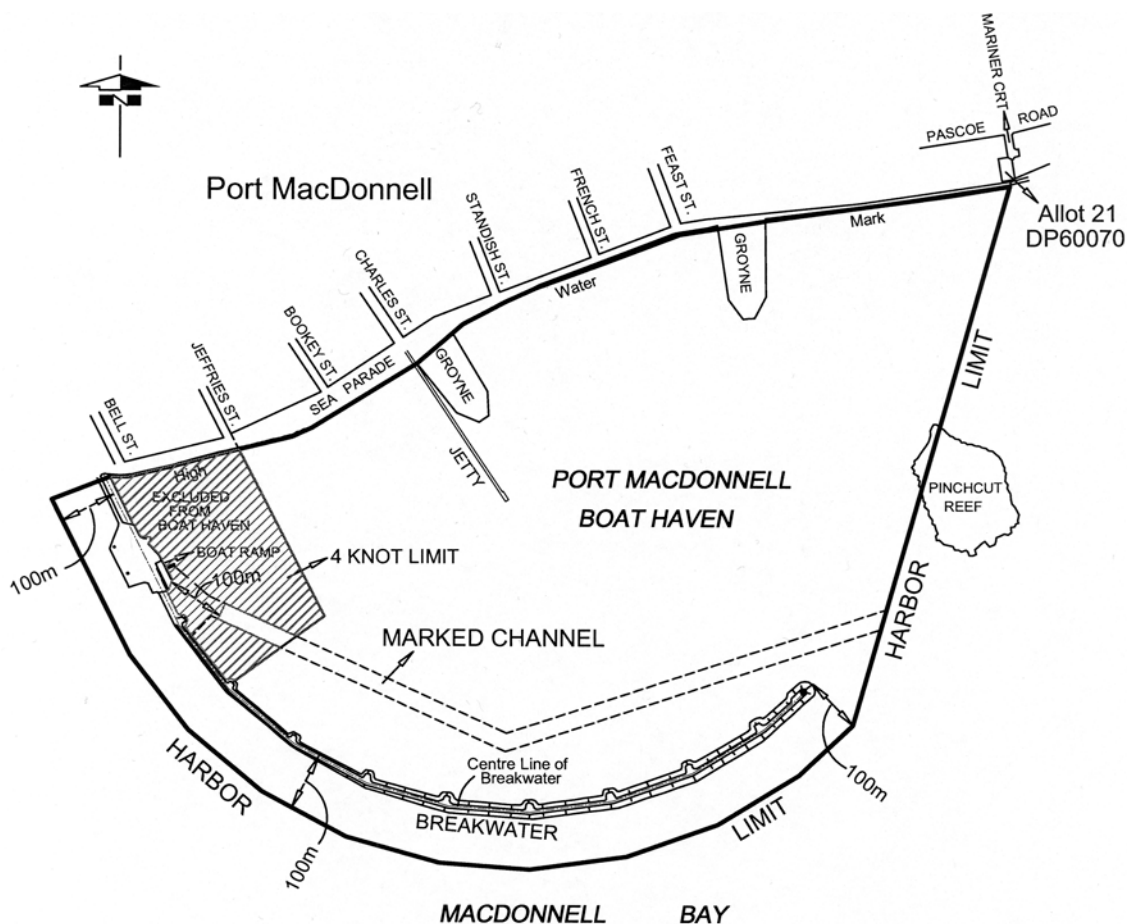 N
MARINER CRT
PASCOE ROAD
Port MacDonnell
FEAST ST.
FRENCH ST.
STANDISH ST.
CHARLES ST.
BOOKEY ST.
JEFFRIES ST.
BELL ST.
Allot 21
DP60070
Mark
Water
High
GROYNE
GROYNE
SEA PARADE
JETTY
LIMIT
PORT MACDONNELL
BOAT HAVEN
PINCHCUT
REEF
EXCLUDED
FROM
BOAT HAVEN
BOAT RAMP
100m
100m
4 KNOT LIMIT
MARKED CHANNEL
HARBOR
HARBOR
Centre Line of
Breakwater
BREAKWATER
100m
100m
LIMIT
MACDONNELL BAY